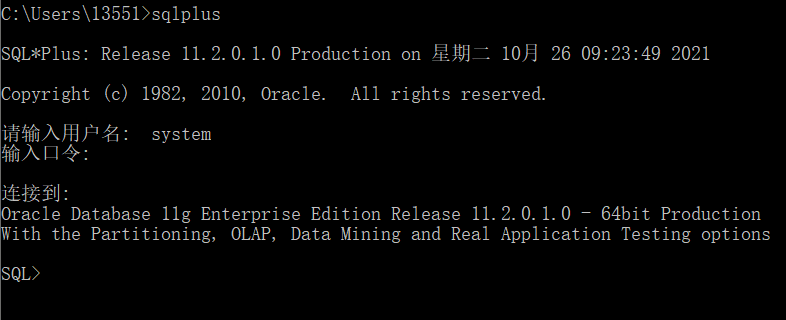 C:\Users\13551>sqlplus
SQL*Plus: Release 11.2.0.1.0 Production on 星期二 10月 26 09:23:49 2021
Copyright (c) 1982, 2010, Oracle.  All rights reserved.
请输入用户名:  system
输入口令:
连接到:
Oracle Database 11g Enterprise Edition Release 11.2.0.1.0 - 64bit Production
With the Partitioning, OLAP, Data Mining and Real Application Testing options
SQL>